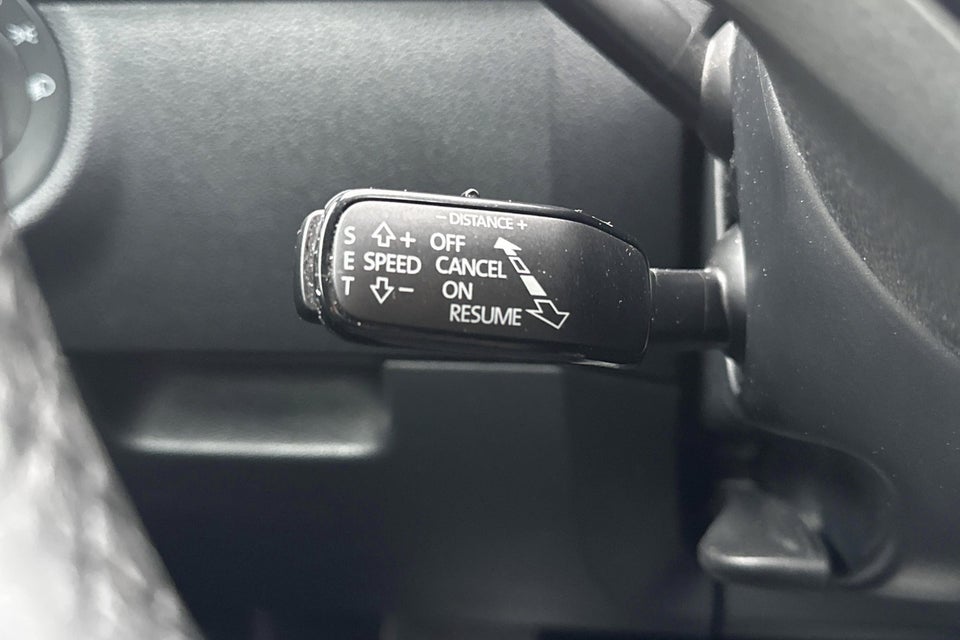 − DISTANCE +
S + OFF
E SPEED CANCEL
T − ON
RESUME